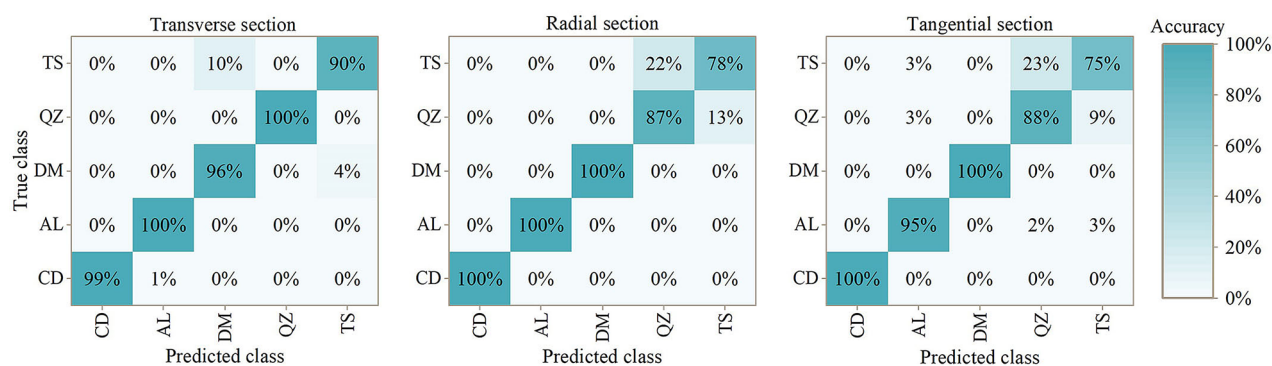 Transverse section
Radial section
Tangential section
Accuracy
True class
TS 0% 0% 10% 0% 90%
QZ 0% 0% 0% 100% 0%
DM 0% 0% 96% 0% 4%
AL 0% 100% 0% 0% 0%
CD 99% 1% 0% 0% 0%
CD AL DM QZ TS
Predicted class
TS 0% 0% 0% 22% 78%
QZ 0% 0% 0% 87% 13%
DM 0% 0% 100% 0% 0%
AL 0% 100% 0% 0% 0%
CD 100% 0% 0% 0% 0%
CD AL DM QZ TS
Predicted class
TS 0% 3% 0% 23% 75%
QZ 0% 3% 0% 88% 9%
DM 0% 0% 100% 0% 0%
AL 0% 95% 0% 2% 3%
CD 100% 0% 0% 0% 0%
CD AL DM QZ TS
Predicted class
100%
80%
60%
40%
20%
0%